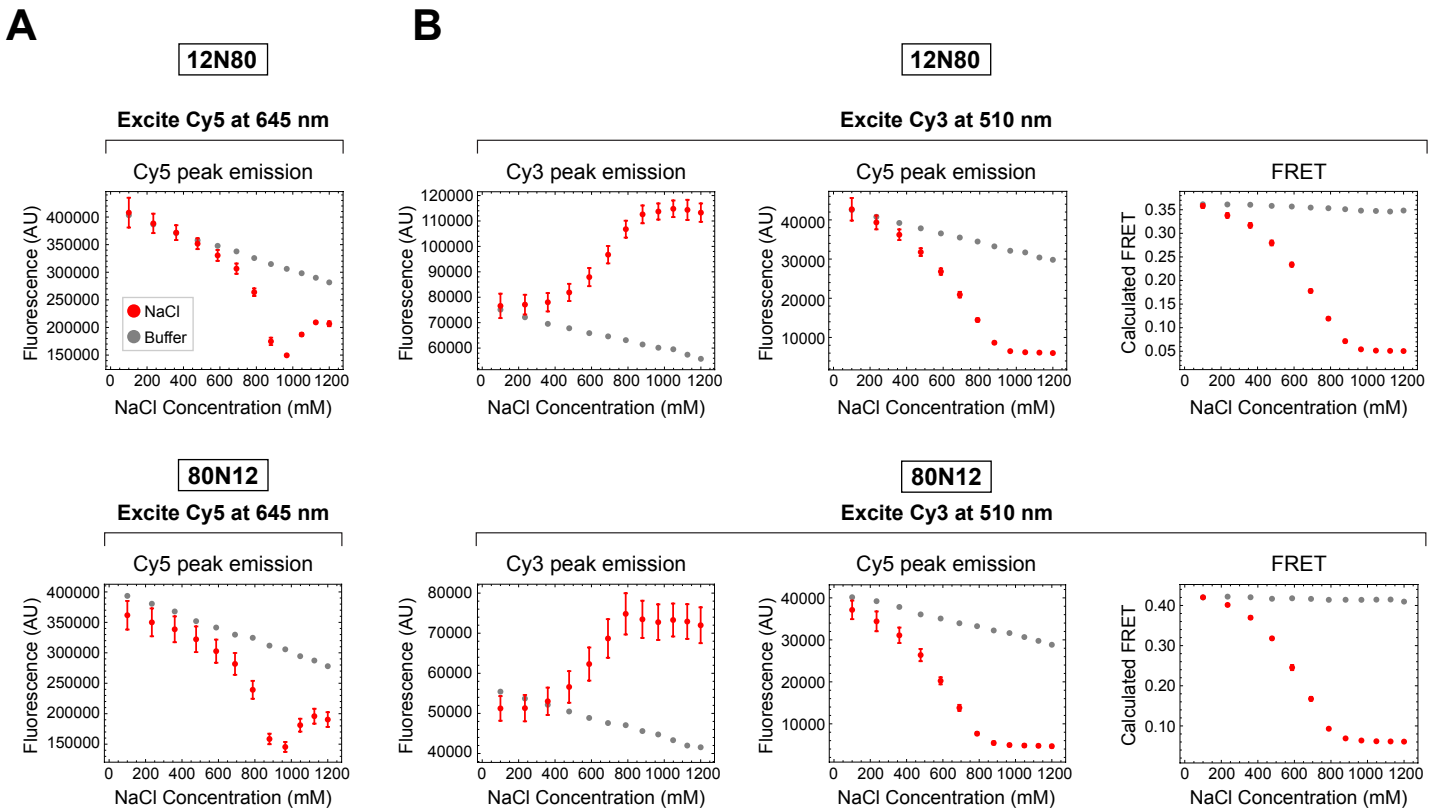 A
B
12N80
12N80
Excite Cy5 at 645 nm
Excite Cy3 at 510 nm
Cy5 peak emission
Cy3 peak emission
Cy5 peak emission
FRET
Fluorescence (AU)
400000
350000
300000
250000
200000
150000
NaCl
Buffer
0 200 400 600 800 1000 1200
NaCl Concentration (mM)
Fluorescence (AU)
120000
110000
100000
90000
80000
70000
60000
0 200 400 600 800 1000 1200
NaCl Concentration (mM)
Fluorescence (AU)
40000
30000
20000
10000
0 200 400 600 800 1000 1200
NaCl Concentration (mM)
Calculated FRET
0.35
0.30
0.25
0.20
0.15
0.10
0.05
0 200 400 600 800 1000 1200
NaCl Concentration (mM)
80N12
80N12
Excite Cy5 at 645 nm
Excite Cy3 at 510 nm
Cy5 peak emission
Cy3 peak emission
Cy5 peak emission
FRET
Fluorescence (AU)
400000
350000
300000
250000
200000
150000
0 200 400 600 800 1000 1200
NaCl Concentration (mM)
Fluorescence (AU)
80000
70000
60000
50000
40000
0 200 400 600 800 1000 1200
NaCl Concentration (mM)
Fluorescence (AU)
40000
30000
20000
10000
0 200 400 600 800 1000 1200
NaCl Concentration (mM)
Calculated FRET
0.40
0.30
0.20
0.10
0 200 400 600 800 1000 1200
NaCl Concentration (mM)